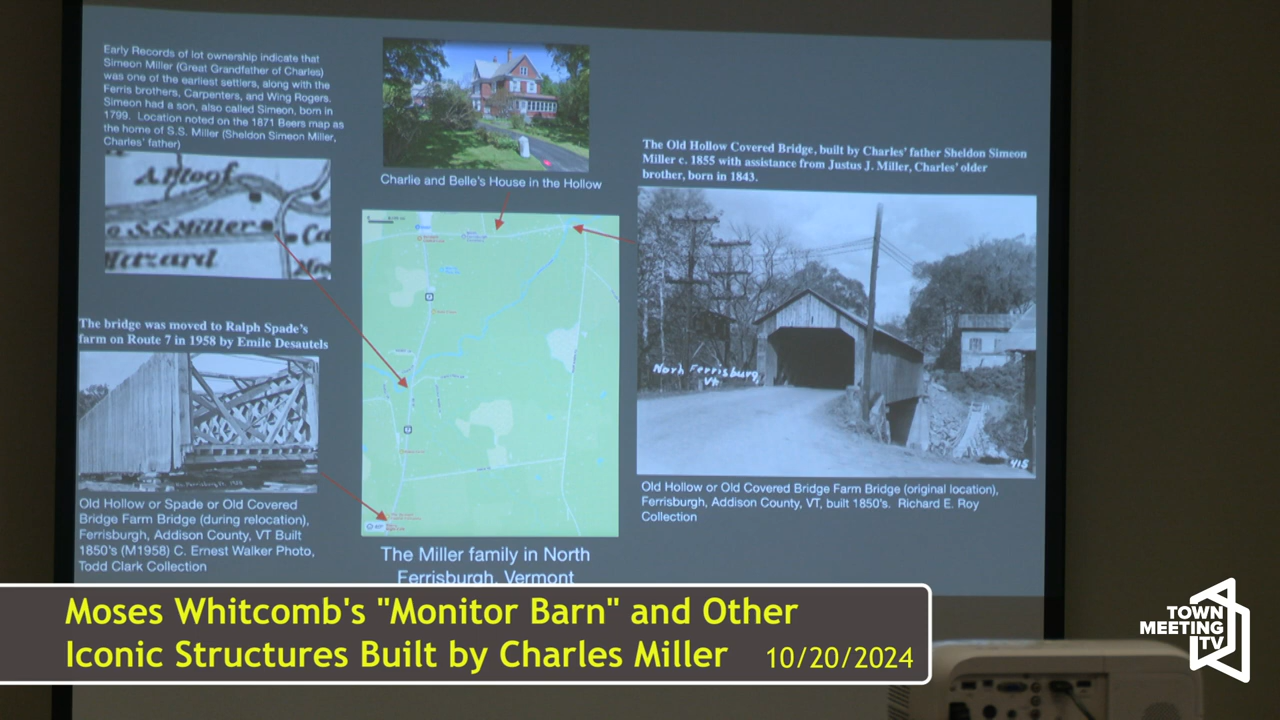 Early Records of lot ownership indicate that
Simeon Miller (Great Grandfather of Charles)
was one of the earliest settlers, along with the
Ferris brothers, Carpenters, and Wing Rogers.
Simeon had a son, also called Simeon, born in
1799. Location noted on the 1871 Beers map as
the home of S.S. Miller (Sheldon Simeon Miller,
Charles' father)
A. Roof
S.S. Miller
Ca
Hazard
Charlie and Belle's House in the Hollow
The Old Hollow Covered Bridge, built by Charles' father Sheldon Simeon
Miller c. 1855 with assistance from Justus J. Miller, Charles' older
brother, born in 1843.
North Ferrisburg,
Vt
415
Old Hollow or Old Covered Bridge Farm Bridge (original location),
Ferrisburgh, Addison County, VT, built 1850's. Richard E. Roy
Collection
The bridge was moved to Ralph Spade's
farm on Route 7 in 1958 by Emile Desautels
Old Hollow or Spade or Old Covered
Bridge Farm Bridge (during relocation),
Ferrisburgh, Addison County, VT Built
1850's (M1958) C. Ernest Walker Photo,
Todd Clark Collection
The Miller family in North
Ferrisburgh, Vermont
Moses Whitcomb's "Monitor Barn" and Other
Iconic Structures Built by Charles Miller 10/20/2024
TOWN
MEETING
TV